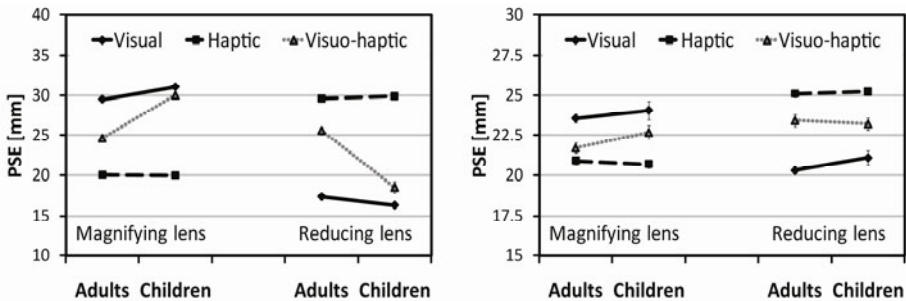 40
35
30
25
20
15
10
PSE [mm]
Visual Haptic Visuo-haptic
Magnifying lens Reducing lens
Adults Children Adults Children
30
27.5
25
22.5
20
17.5
15
PSE [mm]
Visual Haptic Visuo-haptic
Magnifying lens Reducing lens
Adults Children Adults Children